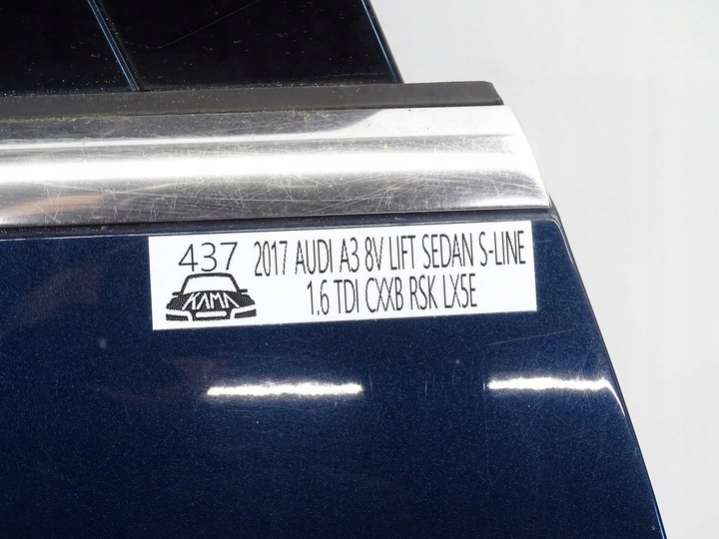 437
KAMA
2017 AUDI A3 8V LIFT SEDAN S-LINE
1.6 TDI CXXB RSK LX5E